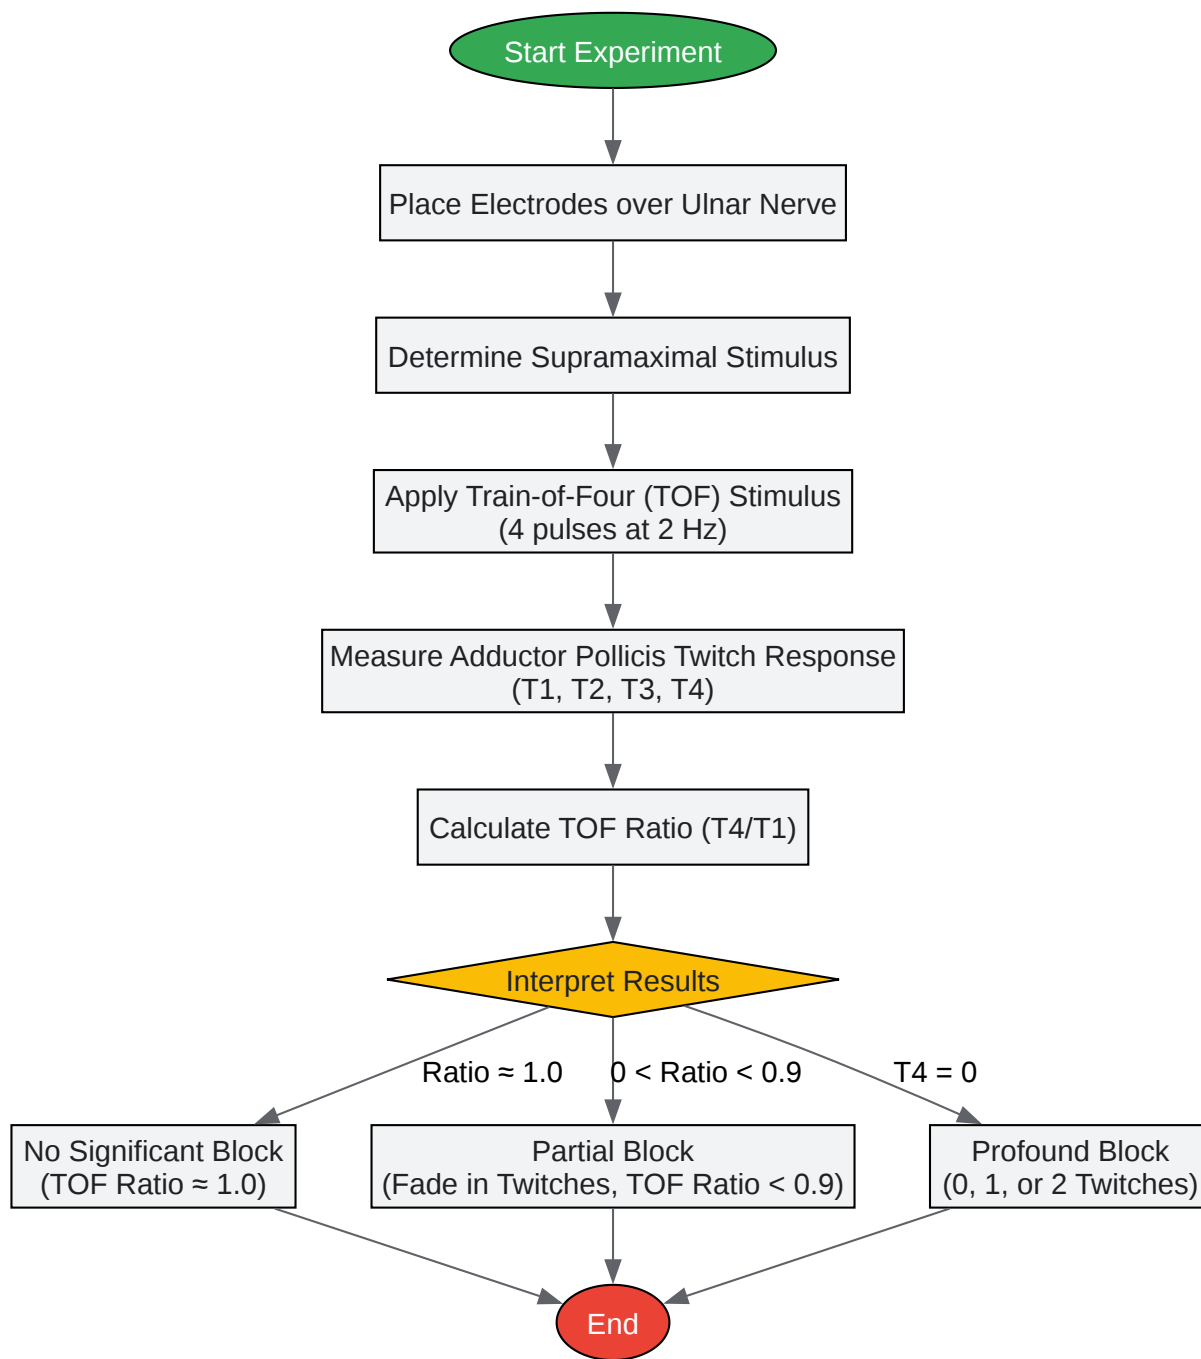 Start Experiment
Place Electrodes over Ulnar Nerve
Determine Supramaximal Stimulus
Apply Train-of-Four (TOF) Stimulus
(4 pulses at 2 Hz)
Measure Adductor Pollicis Twitch Response
(T1, T2, T3, T4)
Calculate TOF Ratio (T4/T1)
Interpret Results
Ratio ≈ 1.0
0 < Ratio < 0.9
T4 = 0
No Significant Block
(TOF Ratio ≈ 1.0)
Partial Block
(Fade in Twitches, TOF Ratio < 0.9)
Profound Block
(0, 1, or 2 Twitches)
End